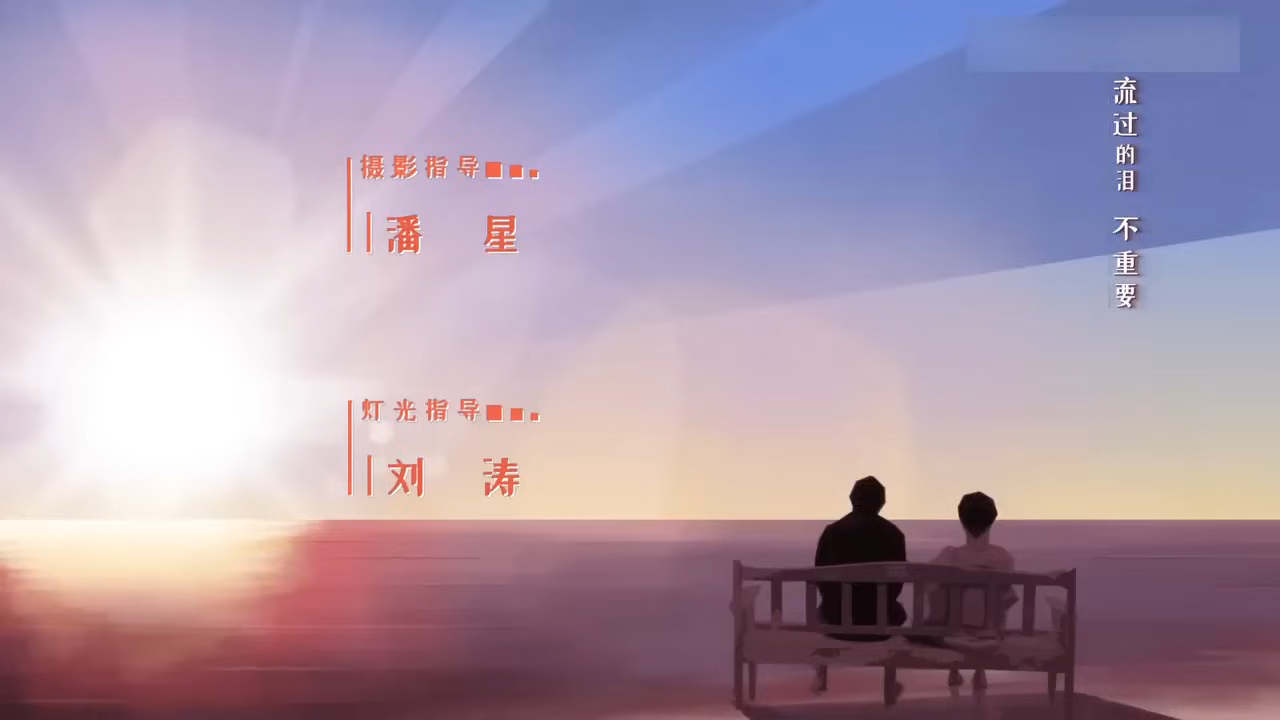 摄影指导
潘 星
灯光指导
刘 涛
流过的泪 不重要